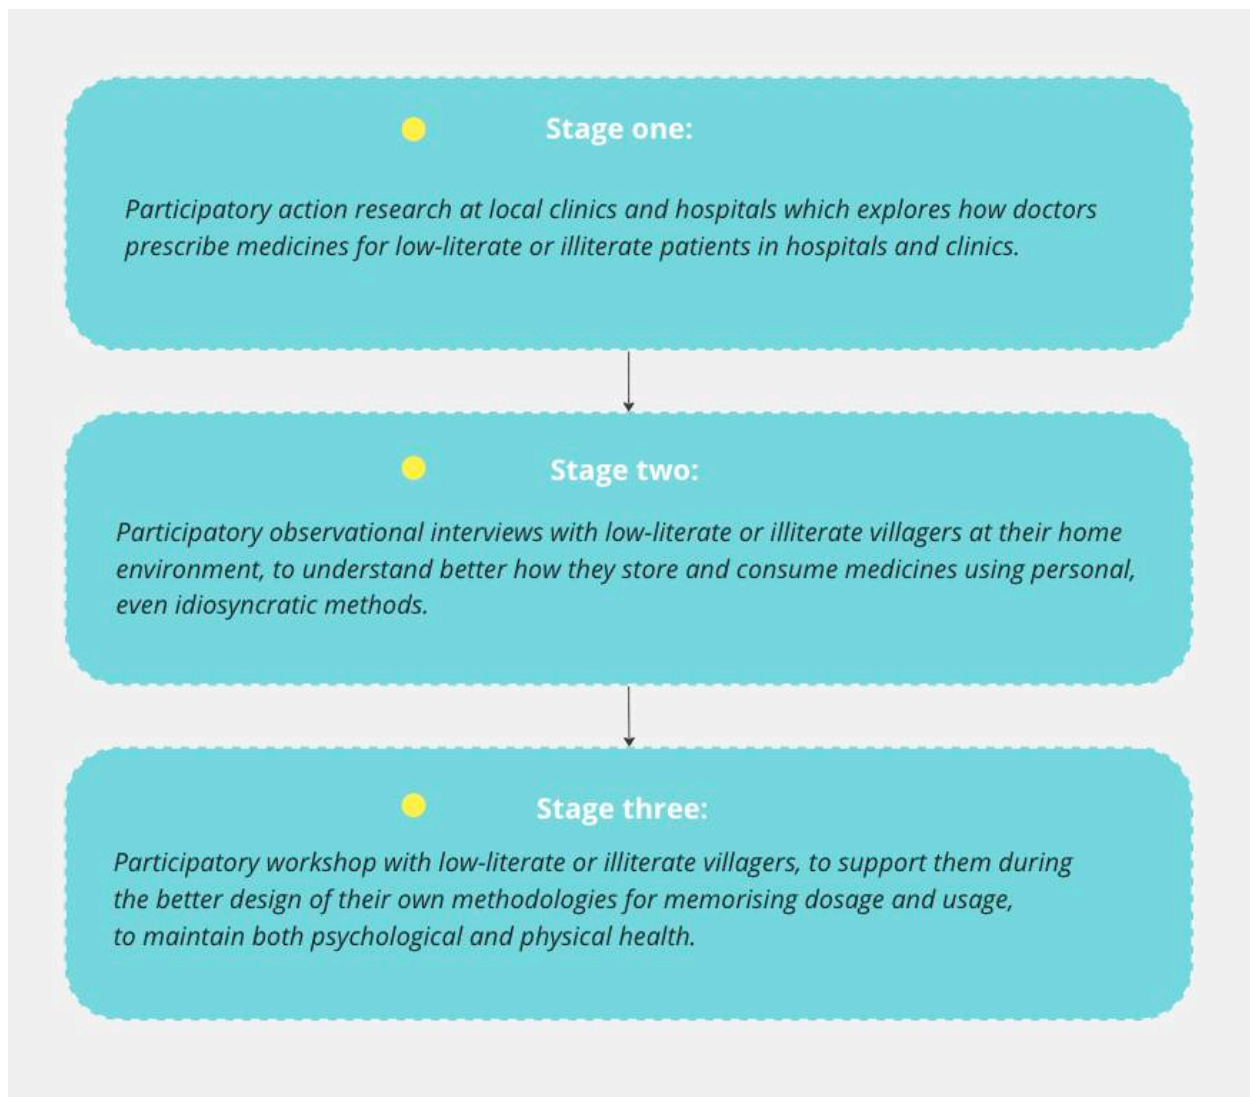 Stage one:
Participatory action research at local clinics and hospitals which explores how doctors
prescribe medicines for low-literate or illiterate patients in hospitals and clinics.
Stage two:
Participatory observational interviews with low-literate or illiterate villagers at their home
environment, to understand better how they store and consume medicines using personal,
even idiosyncratic methods.
Stage three:
Participatory workshop with low-literate or illiterate villagers, to support them during
the better design of their own methodologies for memorising dosage and usage,
to maintain both psychological and physical health.